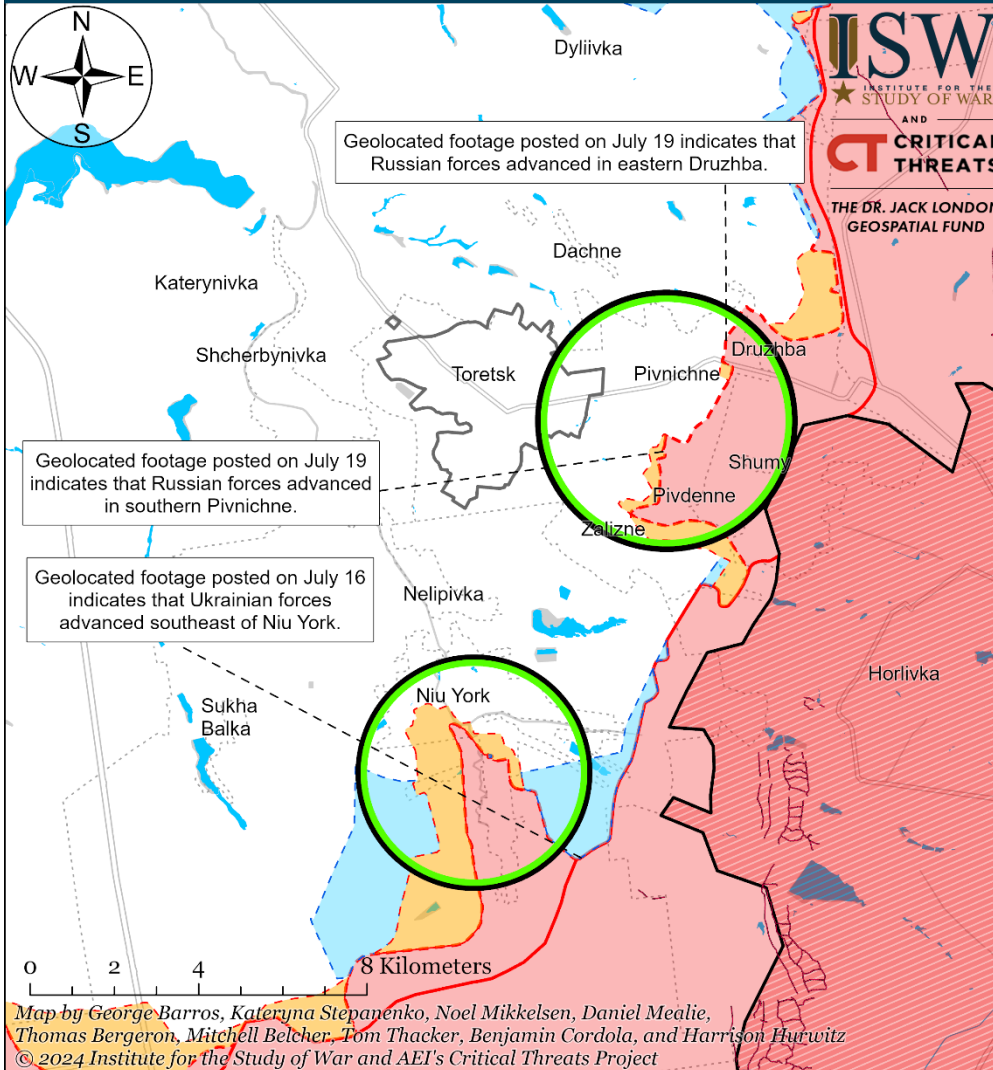 N
W
E
S
Dyliivka
ISW
INSTITUTE FOR THE
STUDY OF WAR
AND
CT CRITICAL
THREATS
THE DR. JACK LONDON
GEOSPATIAL FUND
Geolocated footage posted on July 19 indicates that
Russian forces advanced in eastern Druzhba.
Dachne
Katerynivka
Shcherbynivka
Toretsk
Pivnichne
Druzhba
Geolocated footage posted on July 19
indicates that Russian forces advanced
in southern Pivnichne.
Shumy
Pivdenne
Zalizne
Geolocated footage posted on July 16
indicates that Ukrainian forces
advanced southeast of Niu York.
Nelipivka
Horlivka
Niu York
Sukha
Balka
0 2 4 8 Kilometers
Map by George Barros, Kateryna Stepanenko, Noel Mikkelsen, Daniel Mealie,
Thomas Bergeron, Mitchell Belcher, Tom Thacker, Benjamin Cordola, and Harrison Hurwitz
© 2024 Institute for the Study of War and AEI's Critical Threats Project